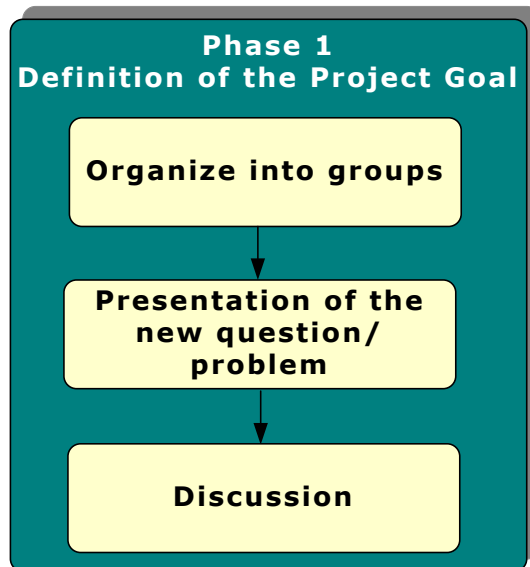 Phase 1
Definition of the Project Goal
Organize into groups
Presentation of the
new question/
problem
Discussion